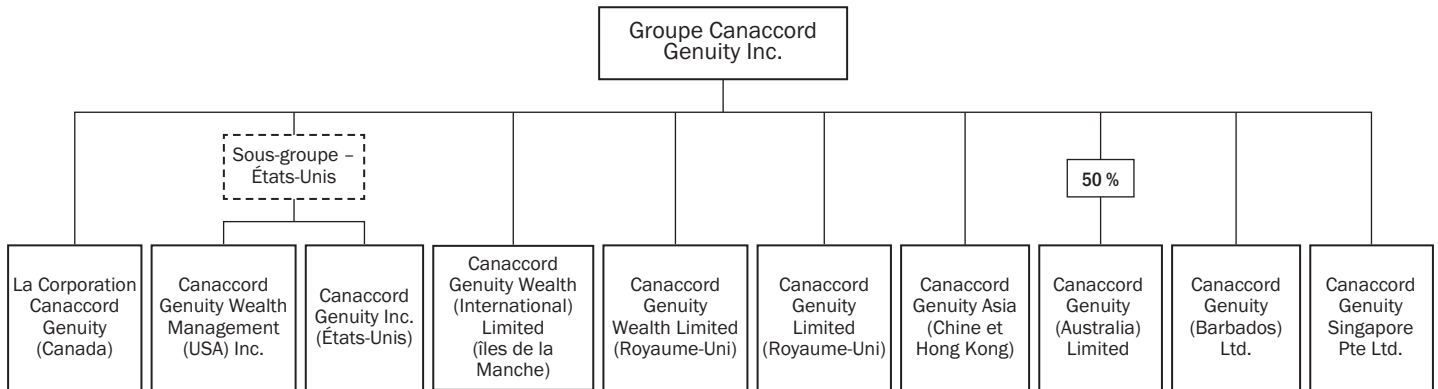 Groupe Canaccord
Genuity Inc.
Sous-groupe –
États-Unis
50 %
La Corporation
Canaccord
Genuity
(Canada)
Canaccord
Genuity Wealth
Management
(USA) Inc.
Canaccord
Genuity Inc.
(États-Unis)
Canaccord
Genuity Wealth
(International)
Limited
(îles de la
Manche)
Canaccord
Genuity
Wealth Limited
(Royaume-Uni)
Canaccord
Genuity
Limited
(Royaume-Uni)
Canaccord
Genuity Asia
(Chine et
Hong Kong)
Canaccord
Genuity
(Australia)
Limited
Canaccord
Genuity
(Barbados)
Ltd.
Canaccord
Genuity
Singapore
Pte Ltd.